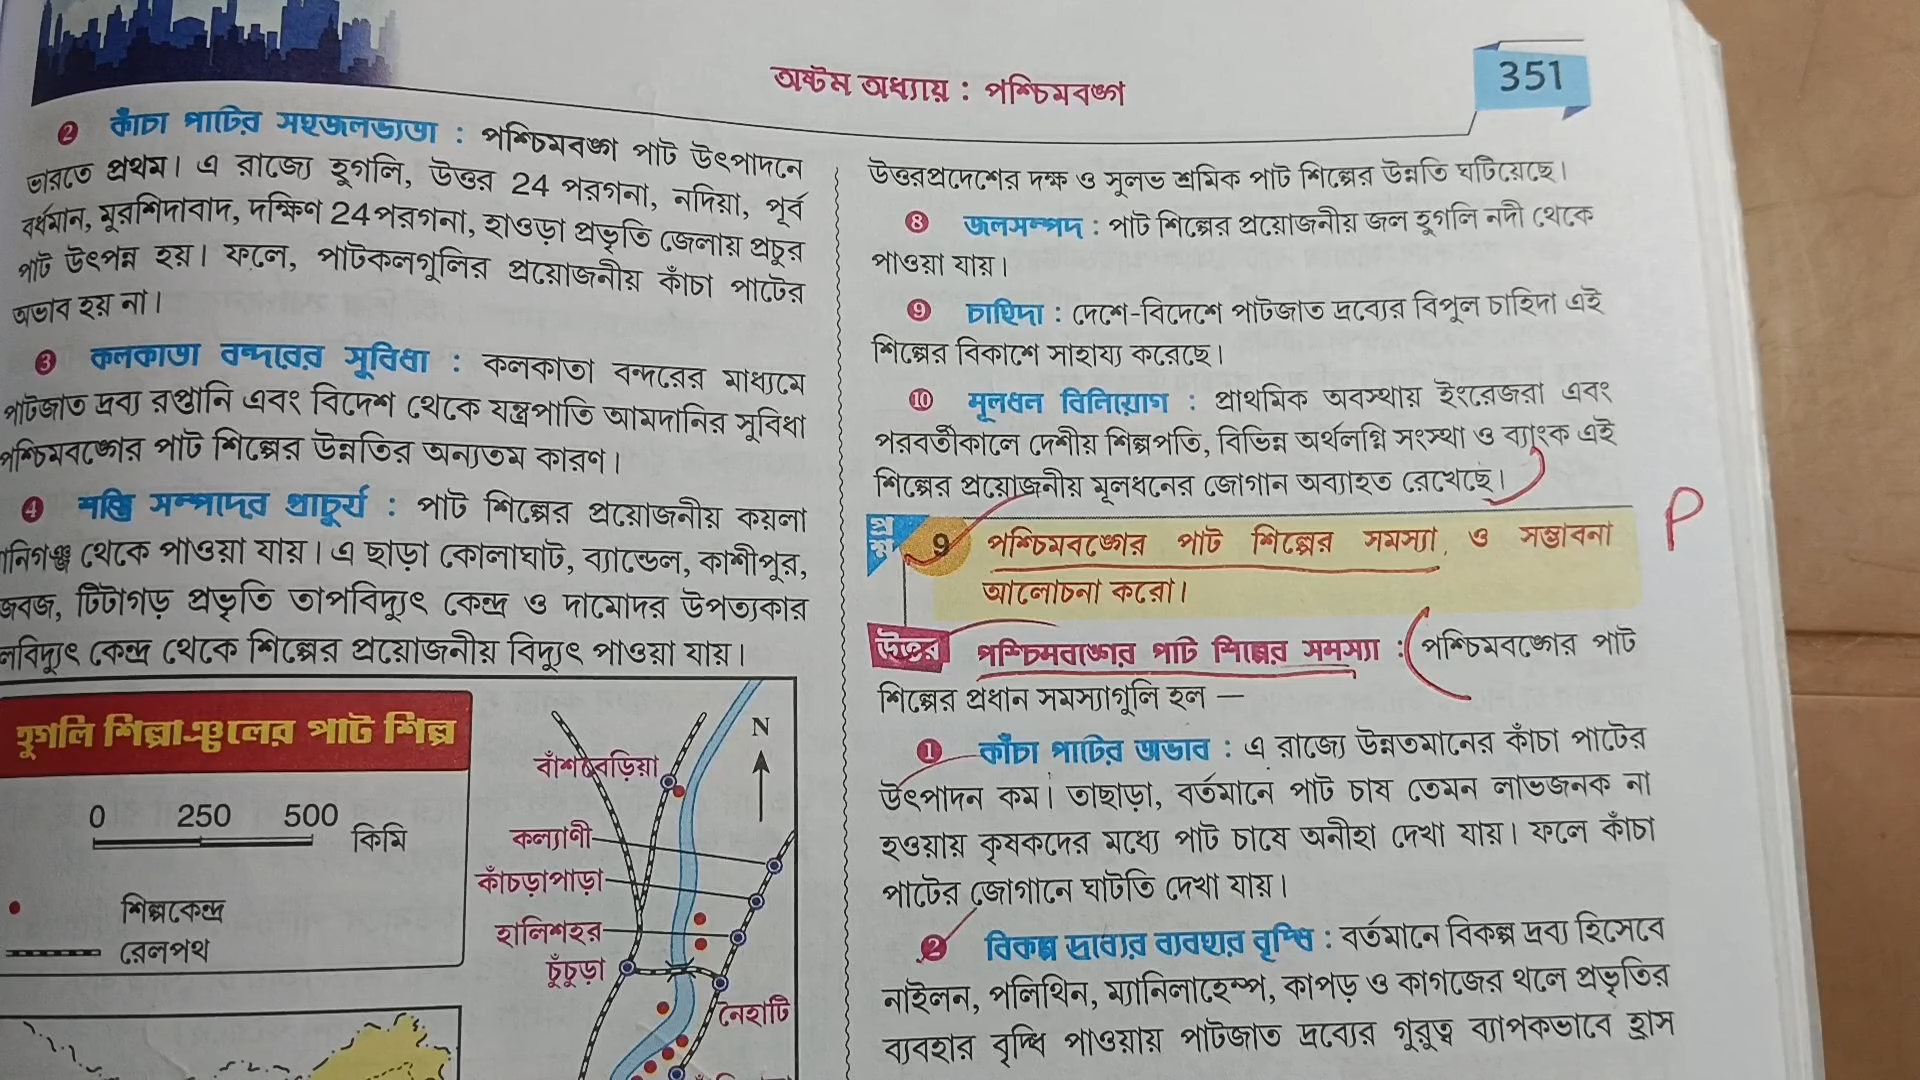 অষ্টম অধ্যায় : পশ্চিমবঙ্গ
351
❷ কাঁচা পাটের সহজলভ্যতা : পশ্চিমবঙ্গ পাট উৎপাদনে
ভারতে প্রথম। এ রাজ্যে হুগলি, উত্তর 24 পরগনা, নদিয়া, পূর্ব
বর্ধমান, মুরশিদাবাদ, দক্ষিণ 24 পরগনা, হাওড়া প্রভৃতি জেলায় প্রচুর
পাট উৎপন্ন হয়। ফলে, পাটকলগুলির প্রয়োজনীয় কাঁচা পাটের
অভাব হয় না।
❸ কলকাতা বন্দরের সুবিধা : কলকাতা বন্দরের মাধ্যমে
পাটজাত দ্রব্য রপ্তানি এবং বিদেশ থেকে যন্ত্রপাতি আমদানির সুবিধা
পশ্চিমবঙ্গের পাট শিল্পের উন্নতির অন্যতম কারণ।
❹ শক্তি সম্পদের প্রাচুর্য : পাট শিল্পের প্রয়োজনীয় কয়লা
নিগঞ্জ থেকে পাওয়া যায়। এ ছাড়া কোলাঘাট, ব্যান্ডেল, কাশীপুর,
জবজ, টিটাগড় প্রভৃতি তাপবিদ্যুৎ কেন্দ্র ও দামোদর উপত্যকার
লবিদ্যুৎ কেন্দ্র থেকে শিল্পের প্রয়োজনীয় বিদ্যুৎ পাওয়া যায়।
হুগলি শিল্পাঞ্চলের পাট শিল্প
0 250 500 কিমি
শিল্পকেন্দ্র
রেলপথ
N
বাঁশবেড়িয়া
কল্যাণী
কাঁচড়াপাড়া
হালিশহর
চুঁচুড়া
নৈহাটি
উত্তরপ্রদেশের দক্ষ ও সুলভ শ্রমিক পাট শিল্পের উন্নতি ঘটিয়েছে।
❽ জলসম্পদ : পাট শিল্পের প্রয়োজনীয় জল হুগলি নদী থেকে
পাওয়া যায়।
❾ চাহিদা : দেশে-বিদেশে পাটজাত দ্রব্যের বিপুল চাহিদা এই
শিল্পের বিকাশে সাহায্য করেছে।
❿ মূলধন বিনিয়োগ : প্রাথমিক অবস্থায় ইংরেজরা এবং
পরবর্তীকালে দেশীয় শিল্পপতি, বিভিন্ন অর্থলগ্নি সংস্থা ও ব্যাংক এই
শিল্পের প্রয়োজনীয় মূলধনের জোগান অব্যাহত রেখেছে।
প্রশ্ন 9 পশ্চিমবঙ্গের পাট শিল্পের সমস্যা ও সম্ভাবনা
আলোচনা করো।
P
উত্তর পশ্চিমবঙ্গের পাট শিল্পের সমস্যা : পশ্চিমবঙ্গের পাট
শিল্পের প্রধান সমস্যাগুলি হল —
❶ কাঁচা পাটের অভাব : এ রাজ্যে উন্নতমানের কাঁচা পাটের
উৎপাদন কম। তাছাড়া, বর্তমানে পাট চাষ তেমন লাভজনক না
হওয়ায় কৃষকদের মধ্যে পাট চাষে অনীহা দেখা যায়। ফলে কাঁচা
পাটের জোগানে ঘাটতি দেখা যায়।
❷ বিকল্প দ্রব্যের ব্যবহার বৃদ্ধি : বর্তমানে বিকল্প দ্রব্য হিসেবে
নাইলন, পলিথিন, ম্যানিলাহেম্প, কাপড় ও কাগজের থলে প্রভৃতির
ব্যবহার বৃদ্ধি পাওয়ায় পাটজাত দ্রব্যের গুরুত্ব ব্যাপকভাবে হ্রাস